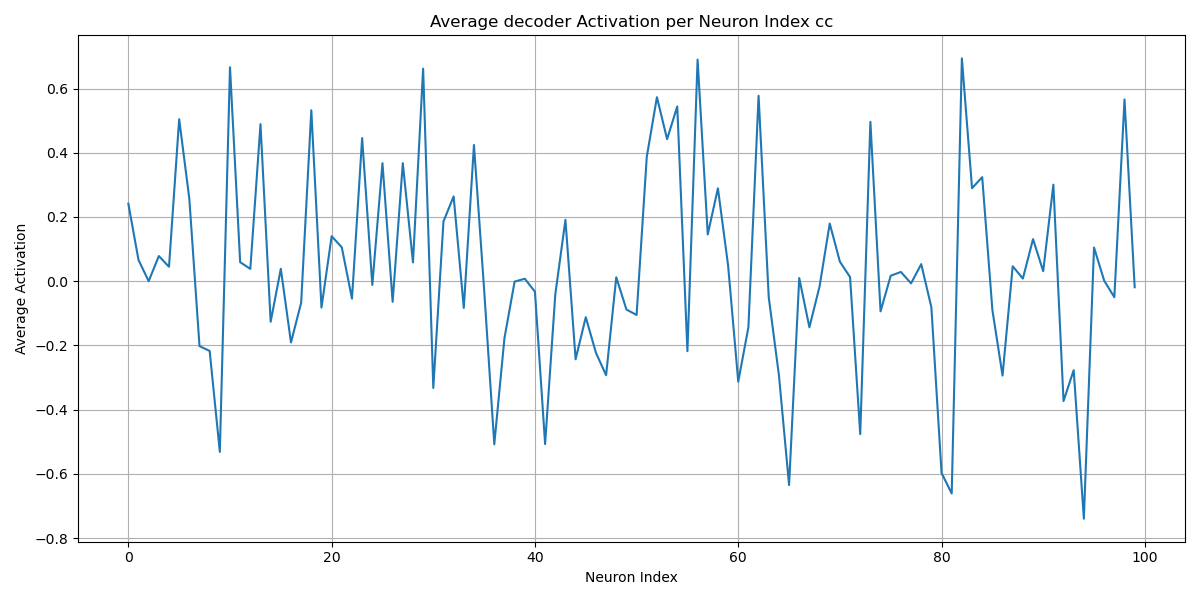 Average decoder Activation per Neuron Index cc
Average Activation
0.6
0.4
0.2
0.0
−0.2
−0.4
−0.6
−0.8
0 20 40 60 80 100
Neuron Index